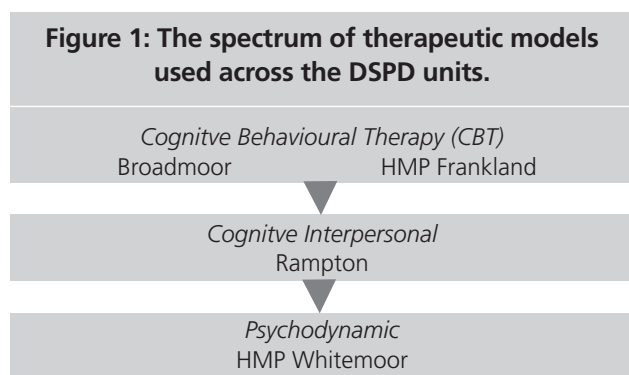 Figure 1: The spectrum of therapeutic models
used across the DSPD units.
Cognitve Behavioural Therapy (CBT)
Broadmoor HMP Frankland
Cognitve Interpersonal
Rampton
Psychodynamic
HMP Whitemoor